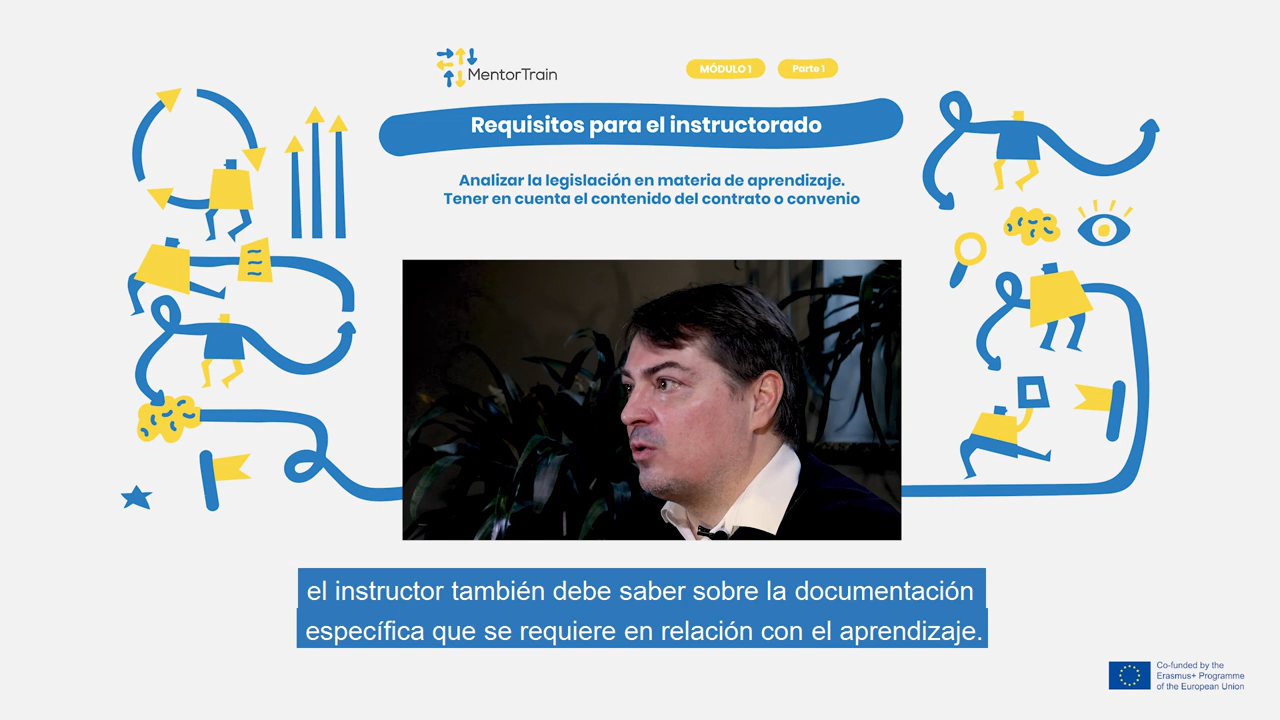 MentorTrain
MÓDULO 1
Parte 1
Requisitos para el instructorado
Analizar la legislación en materia de aprendizaje.
Tener en cuenta el contenido del contrato o convenio
el instructor también debe saber sobre la documentación
específica que se requiere en relación con el aprendizaje.
Co-funded by the
Erasmus+ Programme
of the European Union